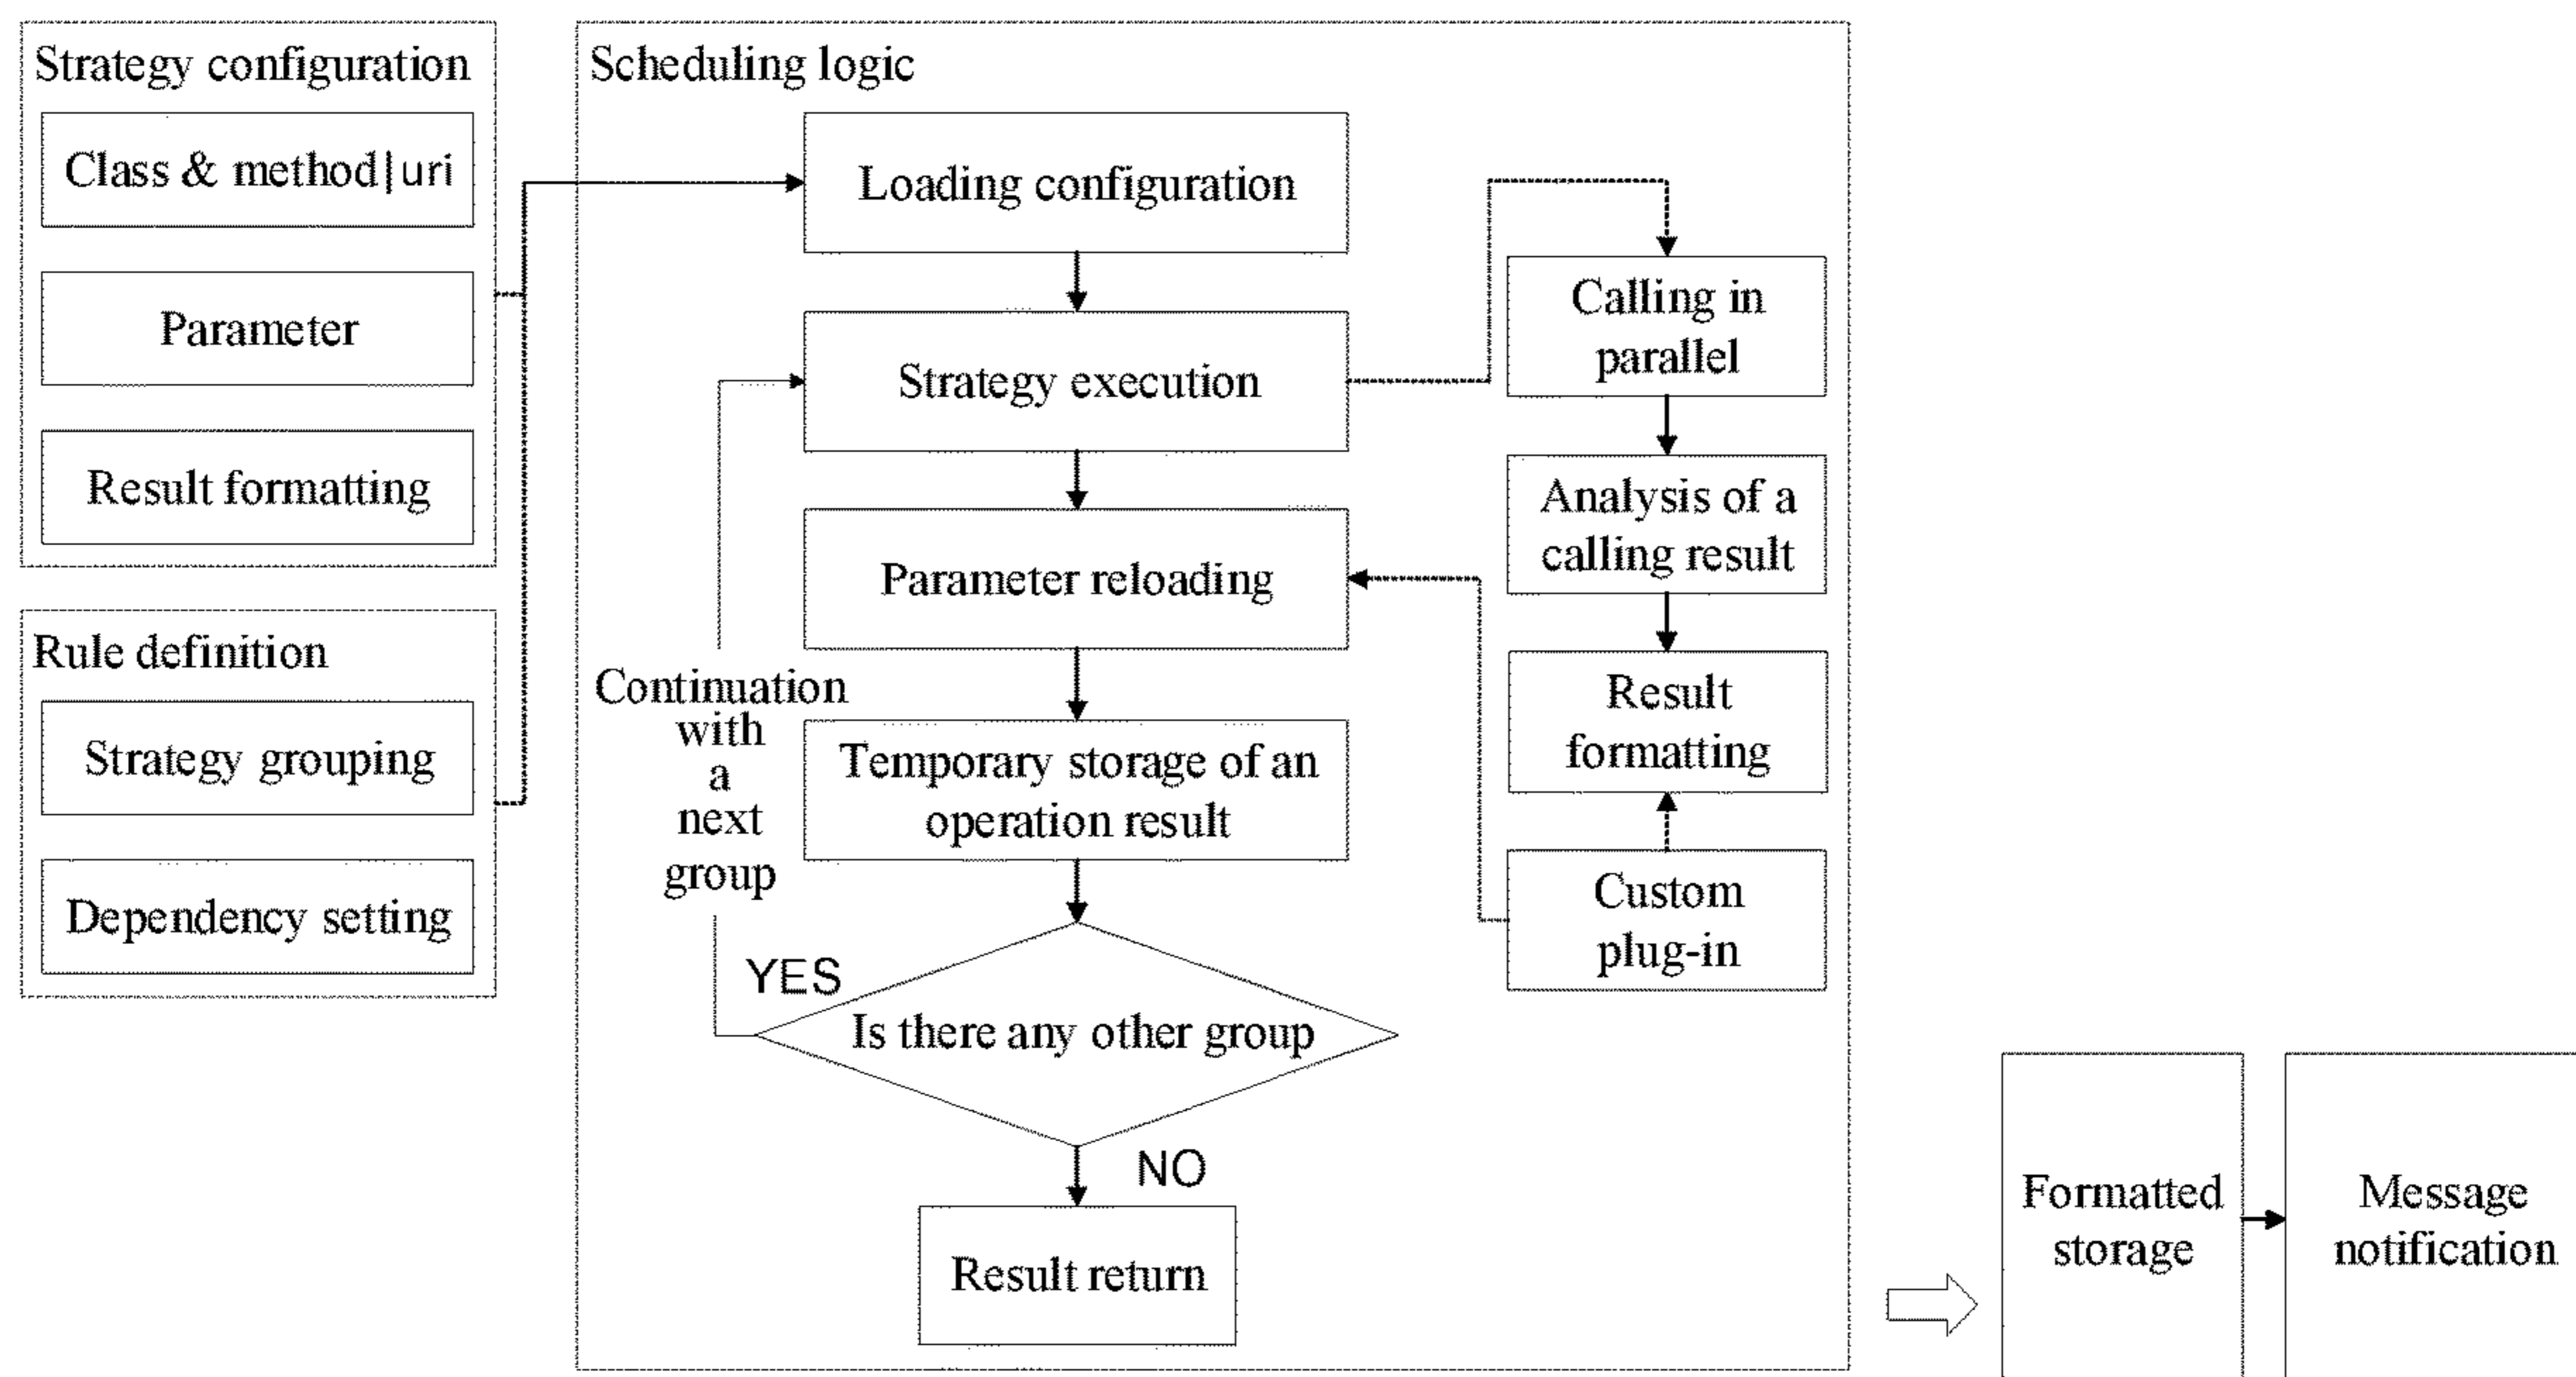 Strategy configuration
Class & method|uri
Parameter
Result formatting
Rule definition
Strategy grouping
Dependency setting
Scheduling logic
Loading configuration
Strategy execution
Parameter reloading
Continuation
with
a
next
group
Temporary storage of an
operation result
YES
Is there any other group
NO
Result return
Calling in
parallel
Analysis of a
calling result
Result
formatting
Custom
plug-in
Formatted
storage
Message
notification